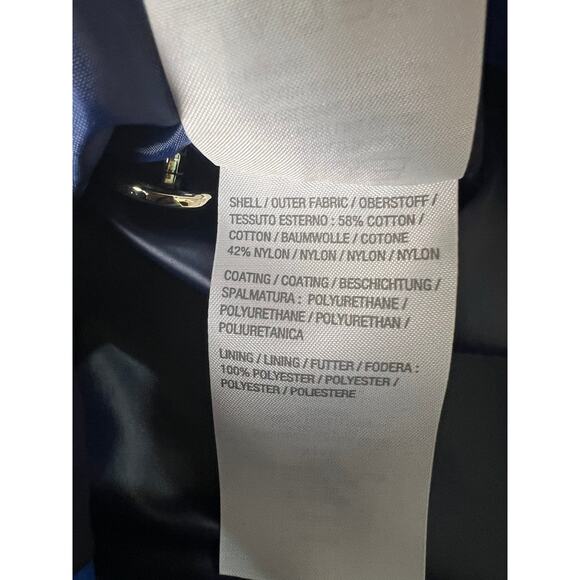 SHELL / OUTER FABRIC / OBERSTOFF /
TESSUTO ESTERNO : 58% COTTON /
COTTON / BAUMWOLLE / COTONE
42% NYLON / NYLON / NYLON / NYLON
COATING / COATING / BESCHICHTUNG /
SPALMATURA : POLYURETHANE /
POLYURETHANE / POLYURETHAN /
POLIURETANICA
LINING / LINING / FUTTER / FODERA :
100% POLYESTER / POLYESTER /
POLYESTER / POLIESTERE